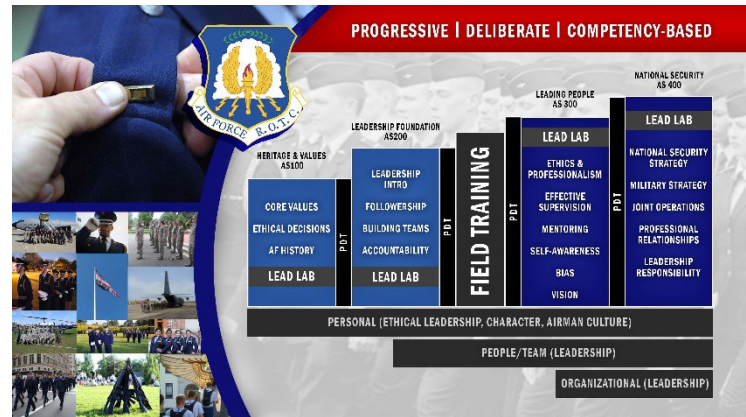 PROGRESSIVE | DELIBERATE | COMPETENCY-BASED
AIR FORCE R.O.T.C.
HERITAGE & VALUES
AS100
CORE VALUES
ETHICAL DECISIONS
AF HISTORY
LEAD LAB
PDT
LEADERSHIP FOUNDATION
AS200
LEADERSHIP
INTRO
FOLLOWERSHIP
BUILDING TEAMS
ACCOUNTABILITY
LEAD LAB
PDT
FIELD TRAINING
PDT
LEADING PEOPLE
AS 300
LEAD LAB
ETHICS &
PROFESSIONALISM
EFFECTIVE
SUPERVISION
MENTORING
SELF-AWARENESS
BIAS
VISION
PDT
NATIONAL SECURITY
AS 400
LEAD LAB
NATIONAL SECURITY
STRATEGY
MILITARY STRATEGY
JOINT OPERATIONS
PROFESSIONAL
RELATIONSHIPS
LEADERSHIP
RESPONSIBILITY
PERSONAL (ETHICAL LEADERSHIP, CHARACTER, AIRMAN CULTURE)
PEOPLE/TEAM (LEADERSHIP)
ORGANIZATIONAL (LEADERSHIP)